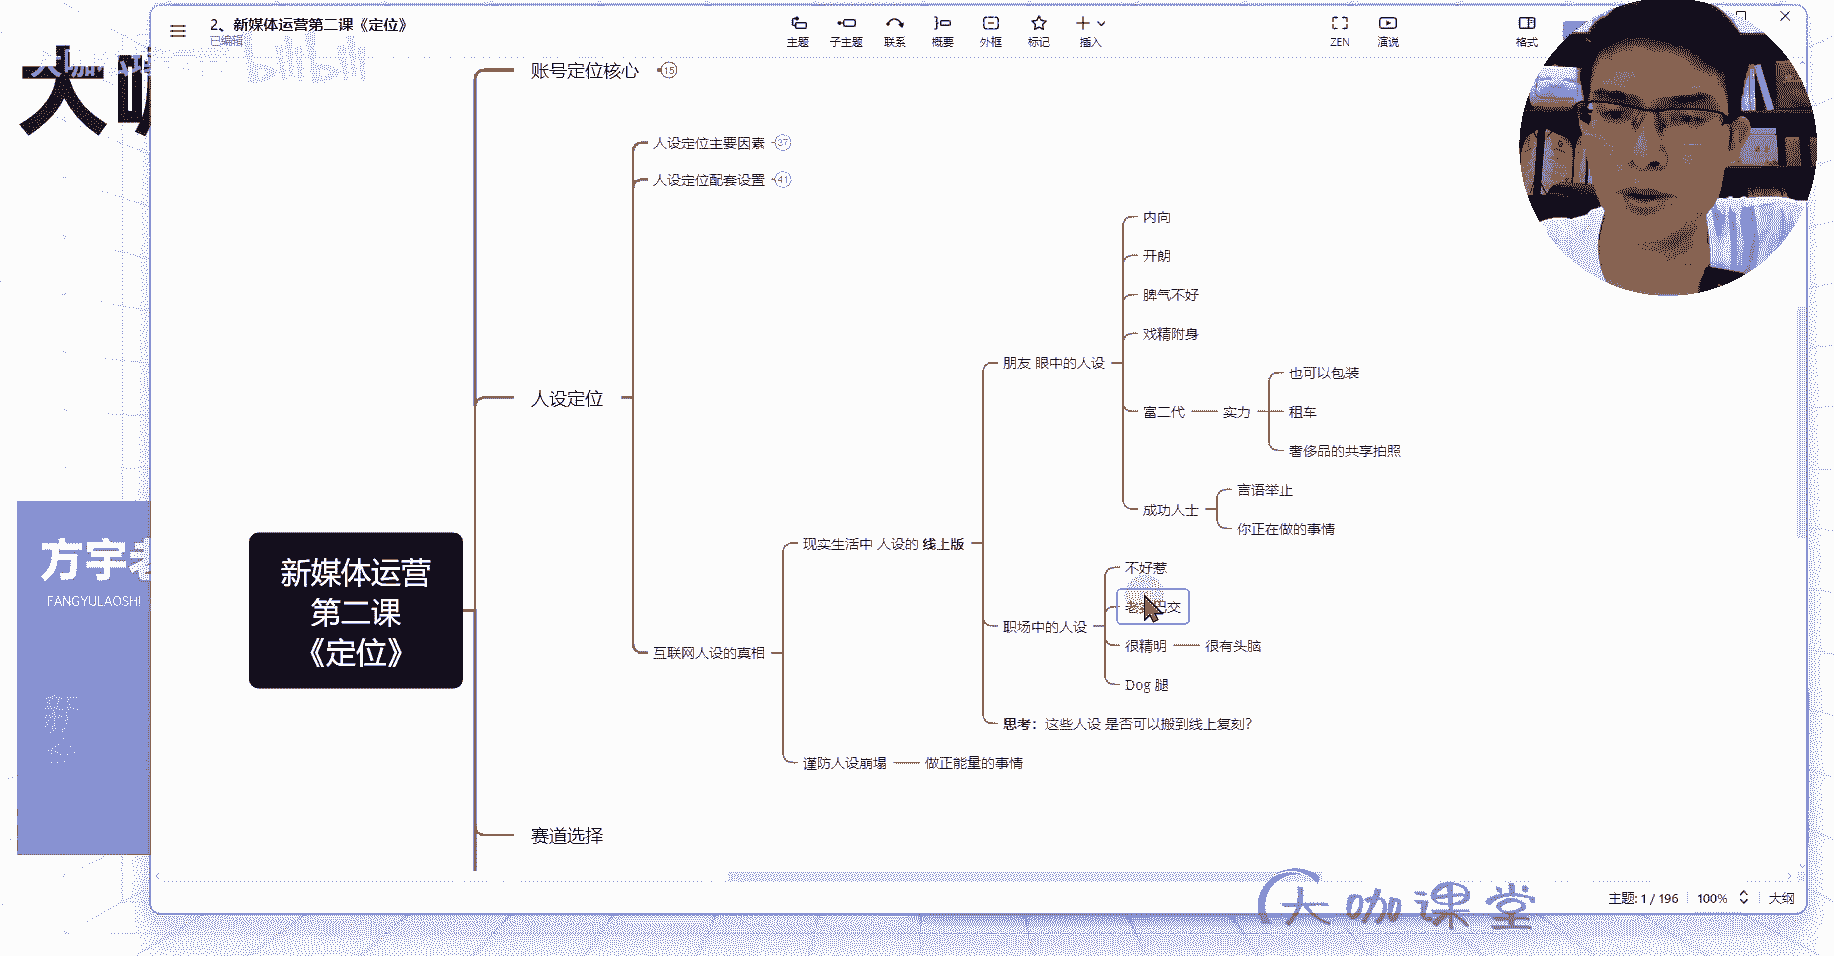 2、新媒体运营第二课《定位》
已编辑
主题
子主题
联系
概要
外框
标记
插入
ZEN
演说
格式
bilibili
账号定位核心
15
人设定位主要因素
37
人设定位配套设置
41
人设定位
内向
开朗
脾气不好
戏精附身
朋友 眼中的人设
富二代
实力
也可以包装
租车
奢侈品的共享拍照
成功人士
言语举止
你正在做的事情
现实生活中 人设的 线上版
不好惹
职场中的人设
很精明
很有头脑
Dog 腿
思考：这些人设 是否可以搬到线上复刻？
互联网人设的真相
谨防人设崩塌
做正能量的事情
新媒体运营
第二课
《定位》
赛道选择
方宇老
FANGYULAOSHI
大咖课堂
主题: 1 / 196
100%
大纲